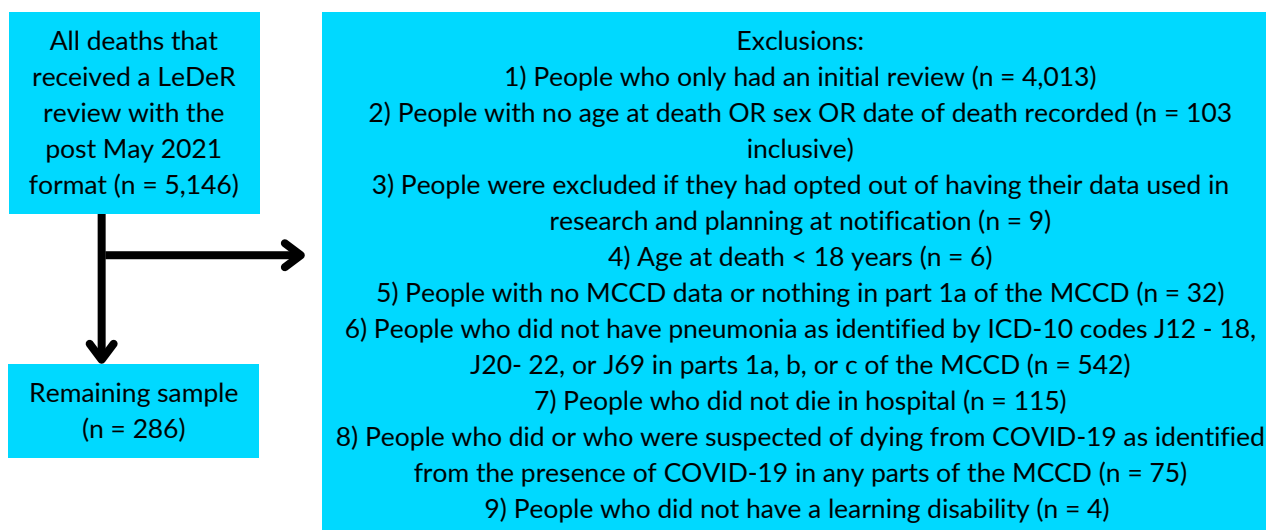 All deaths that
received a LeDeR
review with the
post May 2021
format (n = 5,146)
Remaining sample
(n = 286)
Exclusions:
1) People who only had an initial review (n = 4,013)
2) People with no age at death OR sex OR date of death recorded (n = 103
inclusive)
3) People were excluded if they had opted out of having their data used in
research and planning at notification (n = 9)
4) Age at death < 18 years (n = 6)
5) People with no MCCD data or nothing in part 1a of the MCCD (n = 32)
6) People who did not have pneumonia as identified by ICD-10 codes J12 - 18,
J20- 22, or J69 in parts 1a, b, or c of the MCCD (n = 542)
7) People who did not die in hospital (n = 115)
8) People who did or who were suspected of dying from COVID-19 as identified
from the presence of COVID-19 in any parts of the MCCD (n = 75)
9) People who did not have a learning disability (n = 4)